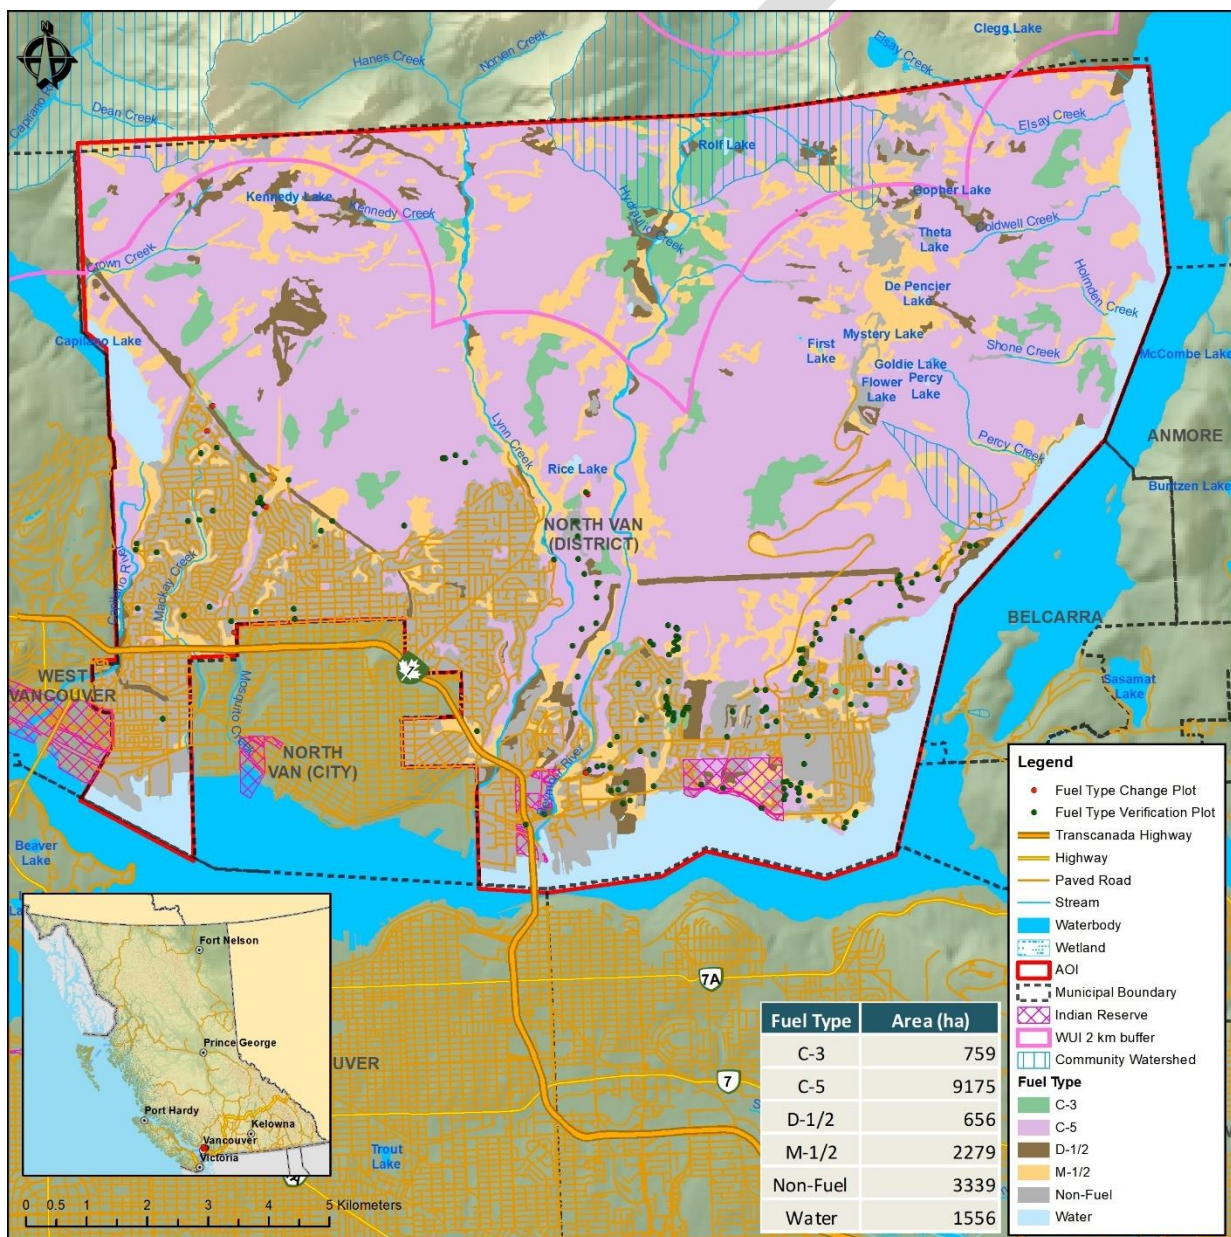 N
Clegg Lake
Elsay Creek
Hanes Creek
Norvan Creek
Capilano R
Dean Creek
Elsay Creek
Rolf Lake
Kennedy Lake
Kennedy Creek
Gopher Lake
Hydraulic Creek
Coldwell Creek
Theta
Lake
Crown Creek
De Pencier
Lake
Holmden Creek
Capilano Lake
First
Lake
Mystery Lake
Shone Creek
McCombe Lake
Goldie Lake
Flower
Lake
Percy
Lake
Lynn Creek
Percy Creek
ANMORE
Rice Lake
Buntzen Lake
NORTH VAN
(DISTRICT)
Capilano River
Mackay Creek
BELCARRA
WEST
VANCOUVER
1
Sasamat
Lake
Mosquito Creek
NORTH
VAN (CITY)
Seymour River
Beaver
Lake
7A
7
UVER
Trout
Lake
Fort Nelson
Prince George
Port Hardy
Kelowna
Vancouver
Victoria
0 0.5 1 2 3 4 5 Kilometers
Fuel Type Area (ha)
C-3 759
C-5 9175
D-1/2 656
M-1/2 2279
Non-Fuel 3339
Water 1556
Legend
Fuel Type Change Plot
Fuel Type Verification Plot
Transcanada Highway
Highway
Paved Road
Stream
Waterbody
Wetland
AOI
Municipal Boundary
Indian Reserve
WUI 2 km buffer
Community Watershed
Fuel Type
C-3
C-5
D-1/2
M-1/2
Non-Fuel
Water